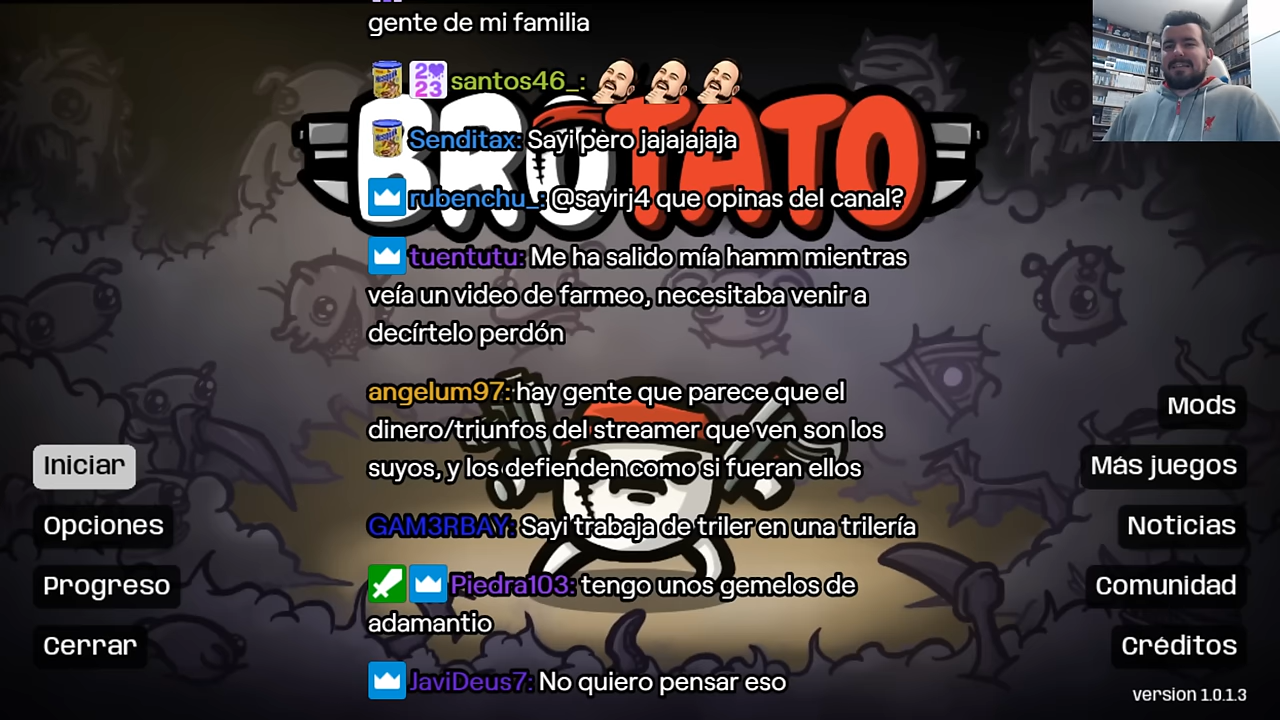 gente de mi familia
santos46_:
BROTATO
Senditax: Sayi pero jajajajaja
rubenchu_: @sayirj4 que opinas del canal?
tuentutu: Me ha salido mía hamm mientras
veía un video de farmeo, necesitaba venir a
decírtelo perdón
angelum97: hay gente que parece que el
dinero/triunfos del streamer que ven son los
suyos, y los defienden como si fueran ellos
GAM3RBAY: Sayi trabaja de triler en una trilería
Piedra103: tengo unos gemelos de
adamantio
JaviDeus7: No quiero pensar eso
Iniciar
Opciones
Progreso
Cerrar
Mods
Más juegos
Noticias
Comunidad
Créditos
version 1.0.1.3